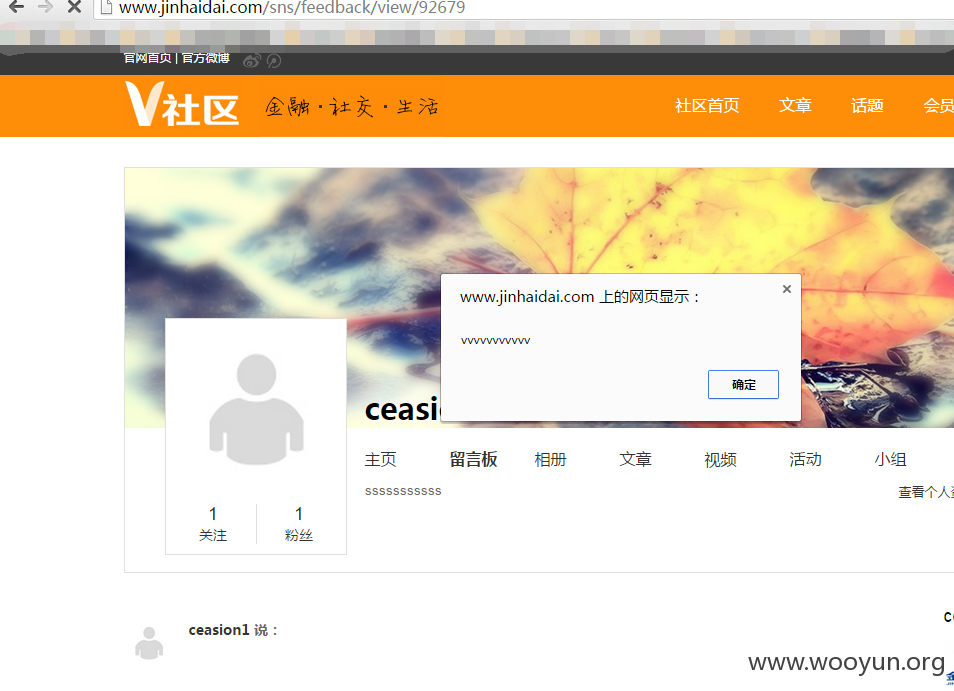 www.jinhaidai.com/sns/feedback/view/92679
官网首页 | 官方微博
V社区 金融·社交·生活 社区首页 文章 话题 会员
www.jinhaidai.com 上的网页显示：
vvvvvvvvvvv
确定
ceasi
主页 留言板 相册 文章 视频 活动 小组
sssssssssss 查看个人
1 1
关注 粉丝
ceasion1 说：
www.wooyun.org